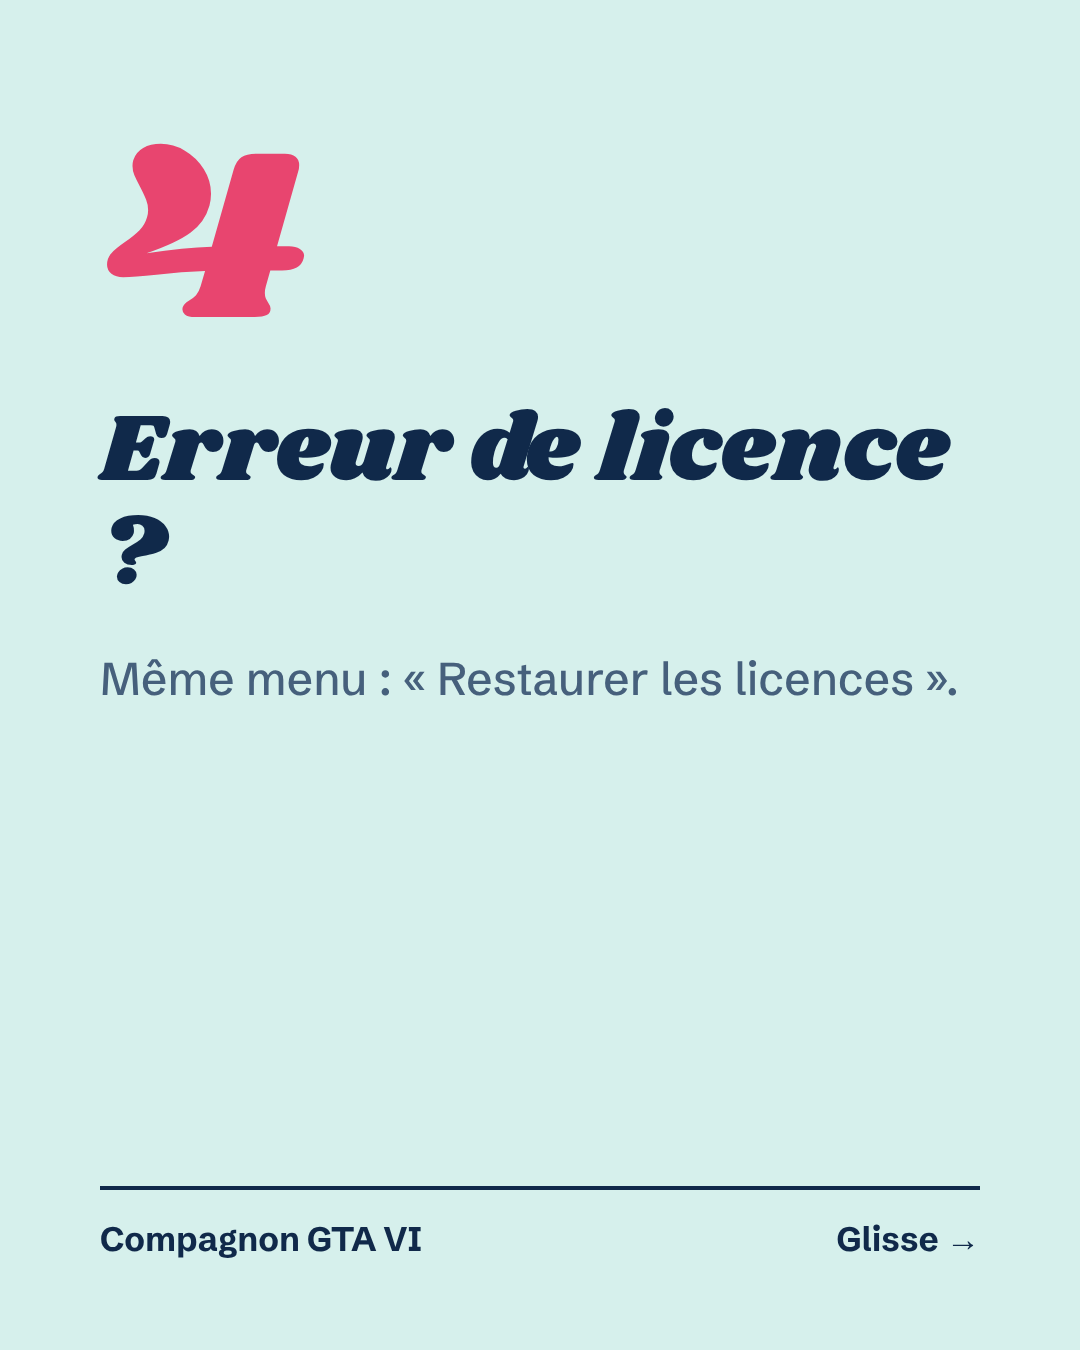 4
Erreur de licence
?
Même menu : « Restaurer les licences ».
Compagnon GTA VI
Glisse →